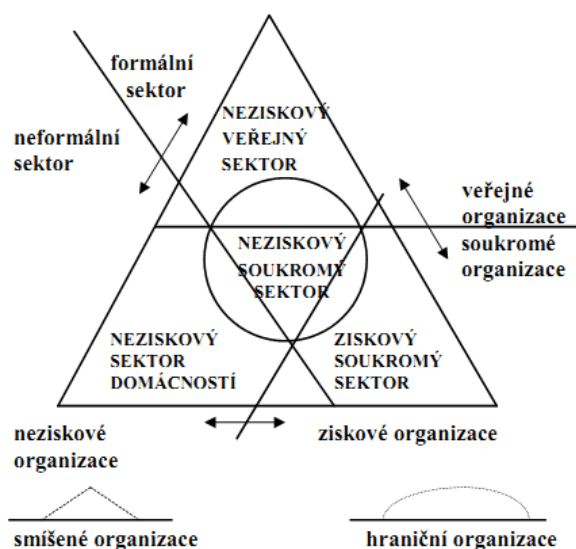 formální
sektor
neformální
sektor
NEZISKOVÝ
VEŘEJNÝ
SEKTOR
veřejné
organizace
soukromé
organizace
NEZISKOVÝ
SOUKROMÝ
SEKTOR
NEZISKOVÝ
SEKTOR
DOMÁCNOSTÍ
ZISKOVÝ
SOUKROMÝ
SEKTOR
neziskové
organizace
ziskové organizace
smíšené organizace
hraniční organizace